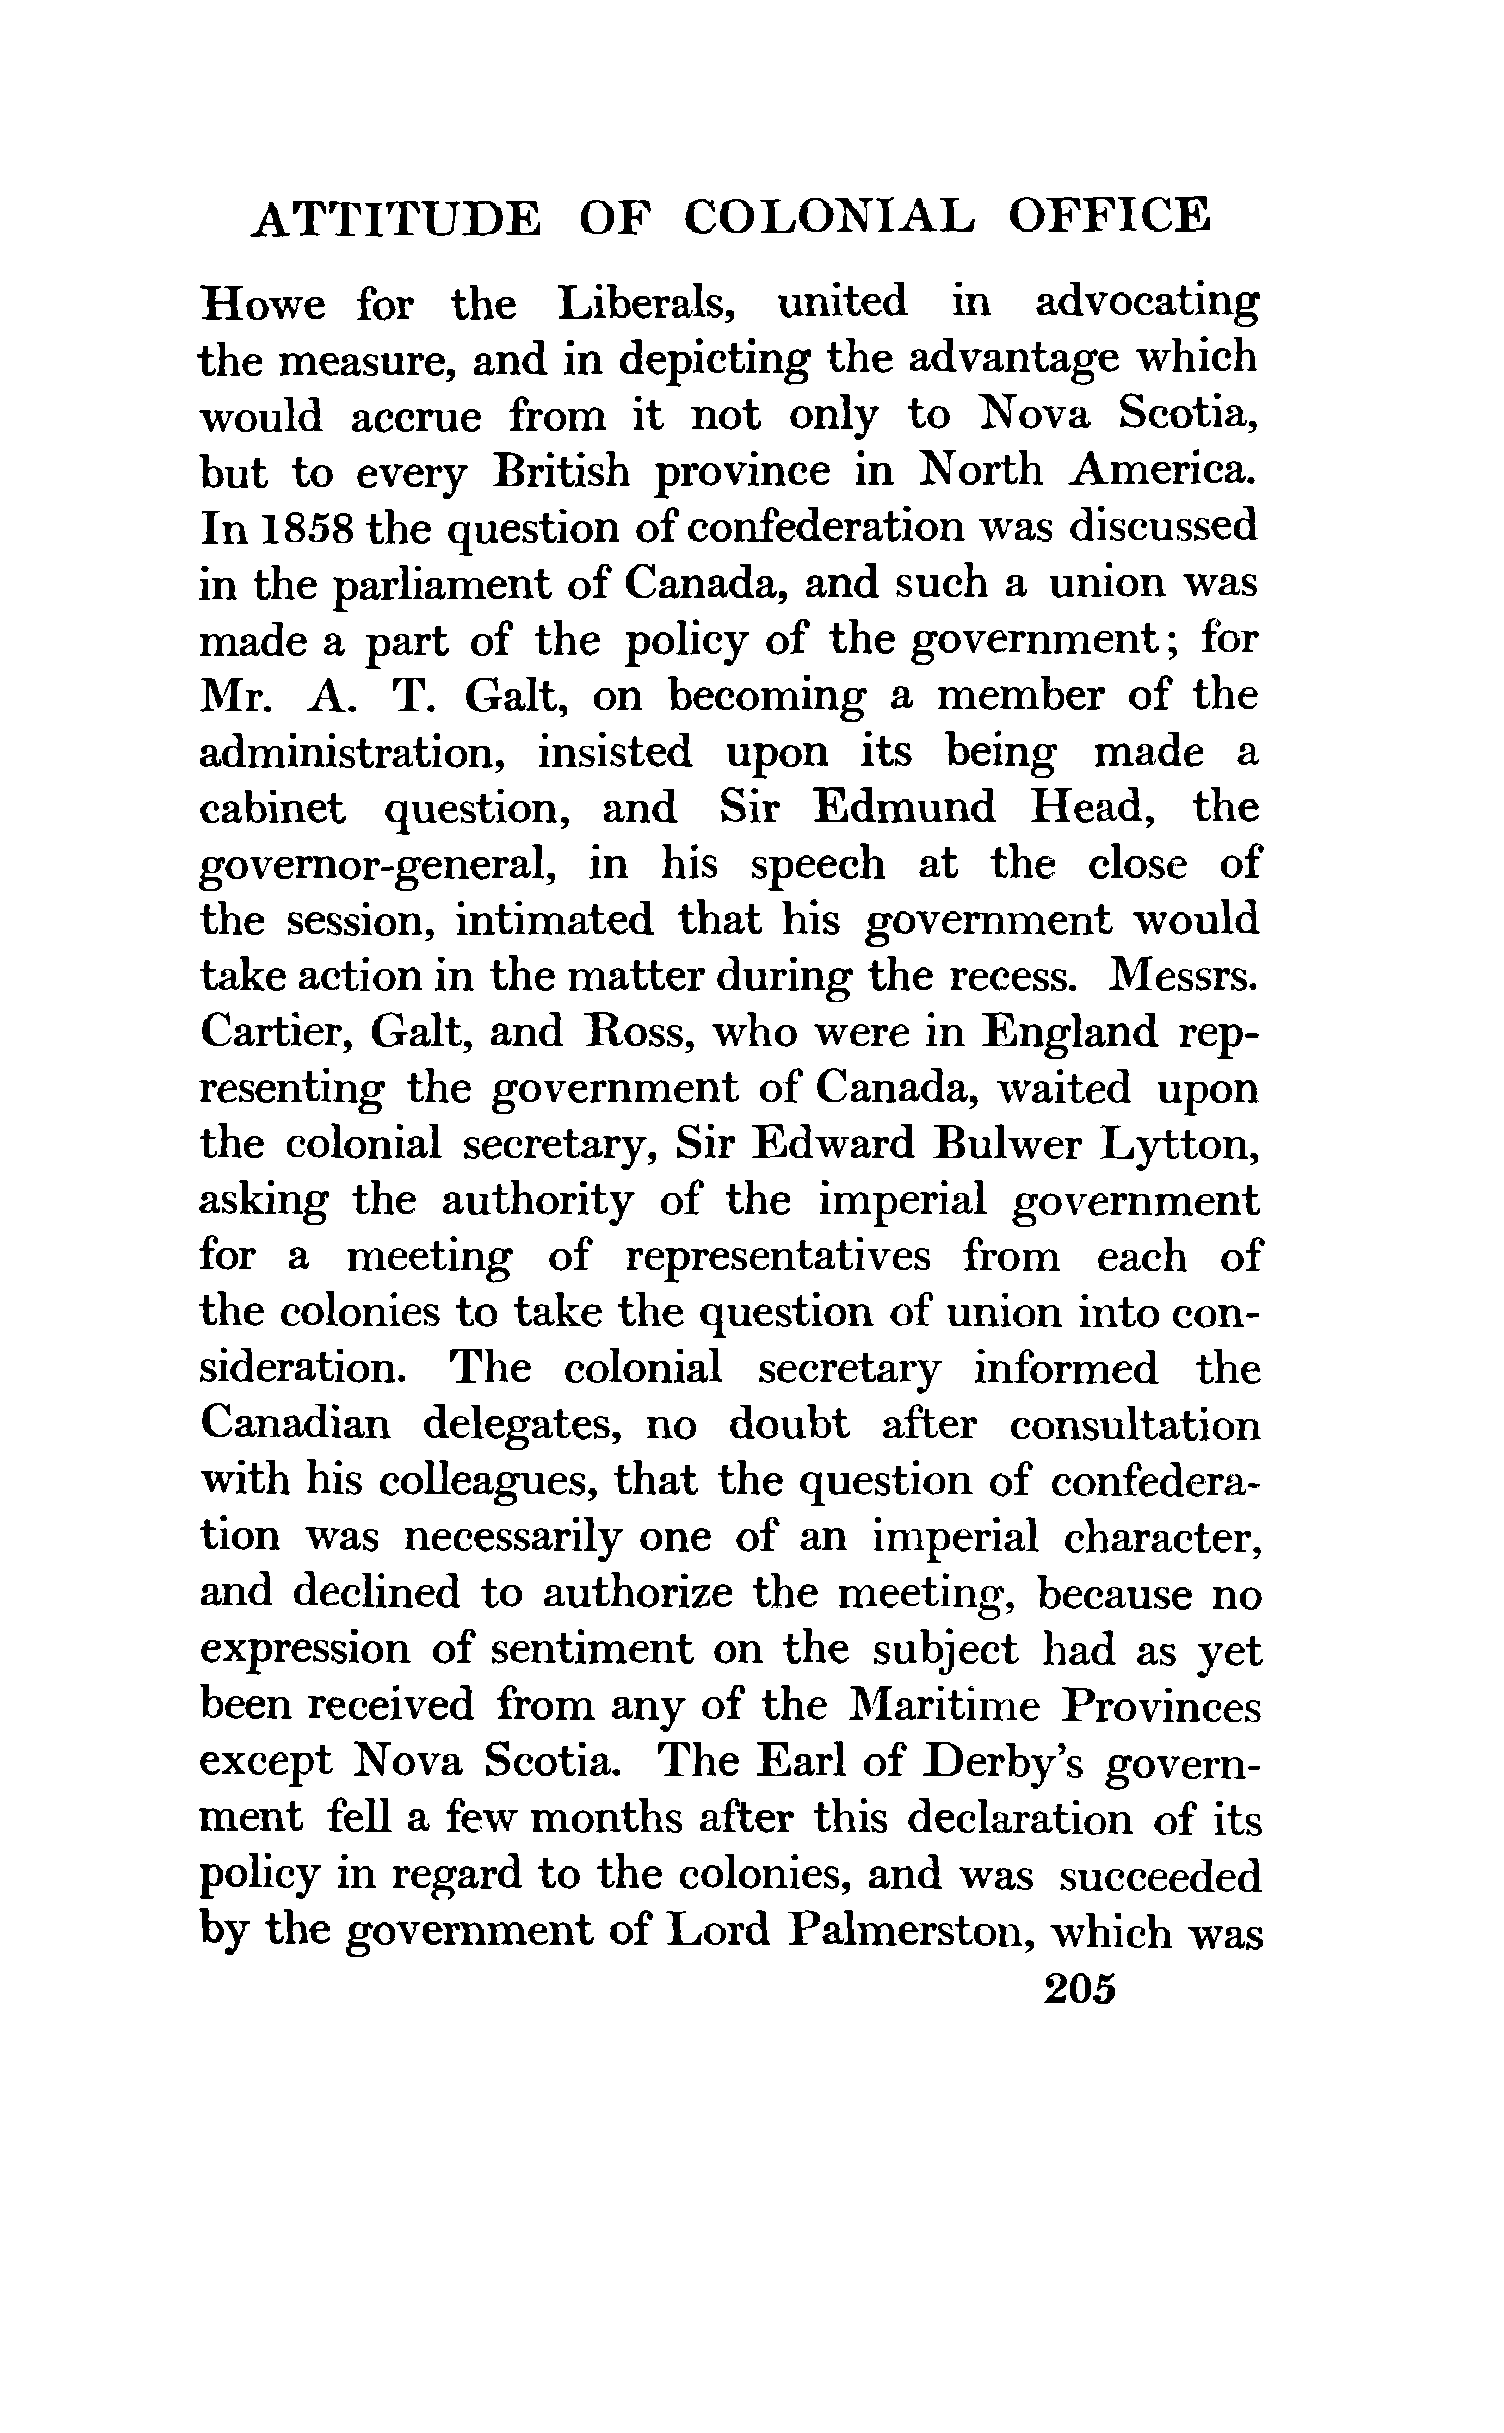 ATTITUDE OF COLONIAL OFFICE
Howe for the Liberals, united in advocating
the measure, and in depicting the advantage which
would accrue from it not only to Nova Scotia,
but to every British province in North America.
In 1858 the question of confederation was discussed
in the parliament of Canada, and such a union was
made a part of the policy of the government; for
Mr. A. T. Galt, on becoming a member of the
administration, insisted upon its being made a
cabinet question, and Sir Edmund Head, the
governor-general, in his speech at the close of
the session, intimated that his government would
take action in the matter during the recess. Messrs.
Cartier, Galt, and Ross, who were in England rep-
resenting the government of Canada, waited upon
the colonial secretary, Sir Edward Bulwer Lytton,
asking the authority of the imperial government
for a meeting of representatives from each of
the colonies to take the question of union into con-
sideration. The colonial secretary informed the
Canadian delegates, no doubt after consultation
with his colleagues, that the question of confedera-
tion was necessarily one of an imperial character,
and declined to authorize the meeting, because no
expression of sentiment on the subject had as yet
been received from any of the Maritime Provinces
except Nova Scotia. The Earl of Derby's govern-
ment fell a few months after this declaration of its
policy in regard to the colonies, and was succeeded
by the government of Lord Palmerston, which was
205